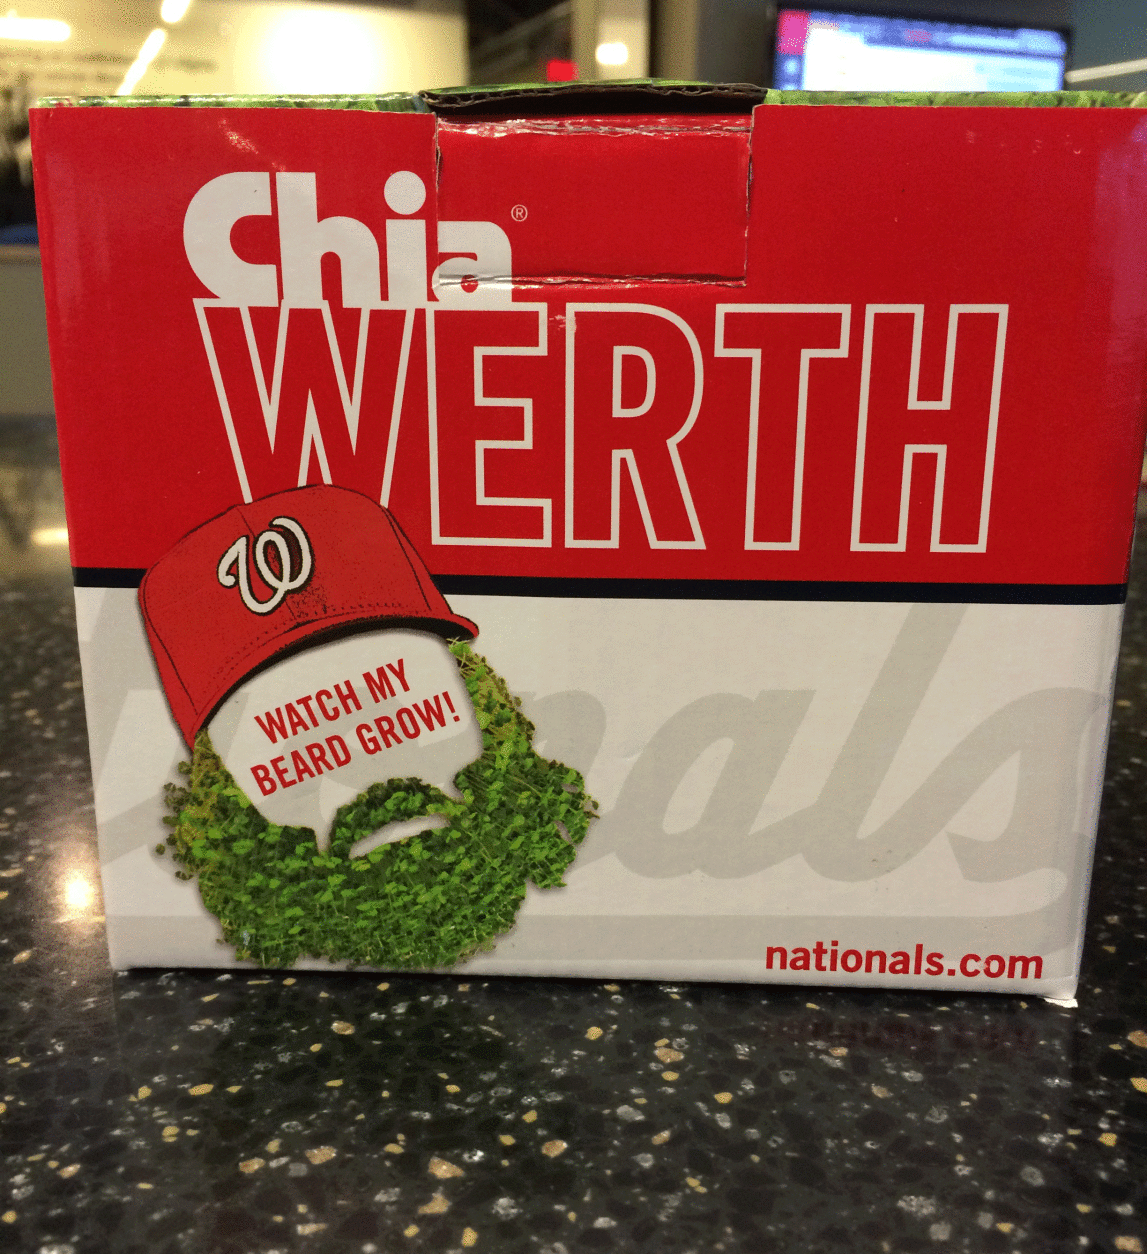 Chia®
WERTH
W
WATCH MY
BEARD GROW!
nationals.com